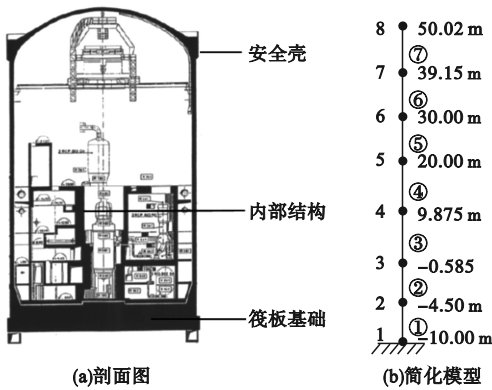 安全壳
内部结构
筏板基础
(a)剖面图
8 50.02 m
⑦
7 39.15 m
⑥
6 30.00 m
⑤
5 20.00 m
④
4 9.875 m
③
3 -0.585
②
2 -4.50 m
①
1 -10.00 m
(b)简化模型